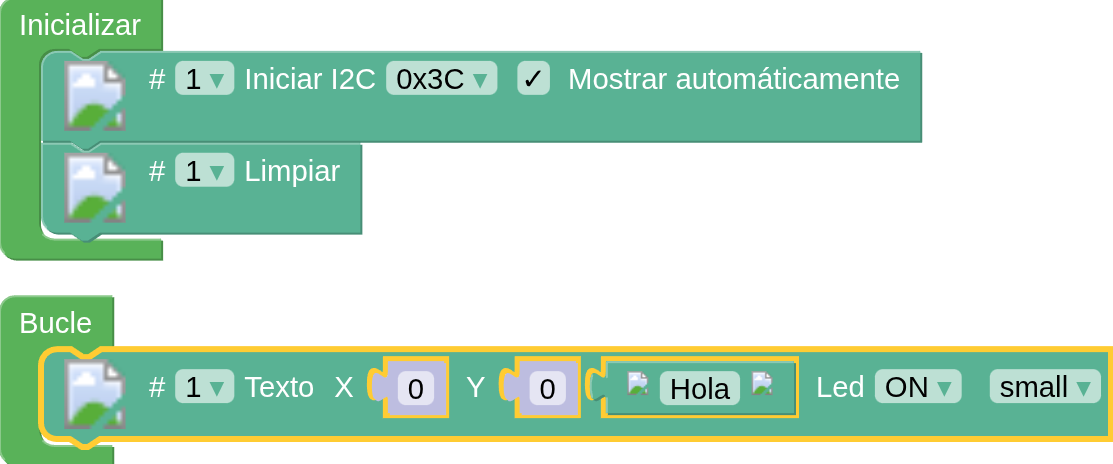 Inicializar
# 1 ▼ Iniciar I2C 0x3C ▼ ✓ Mostrar automáticamente
# 1 ▼ Limpiar
Bucle
# 1 ▼ Texto X 0 Y 0 Hola Led ON ▼ small ▼